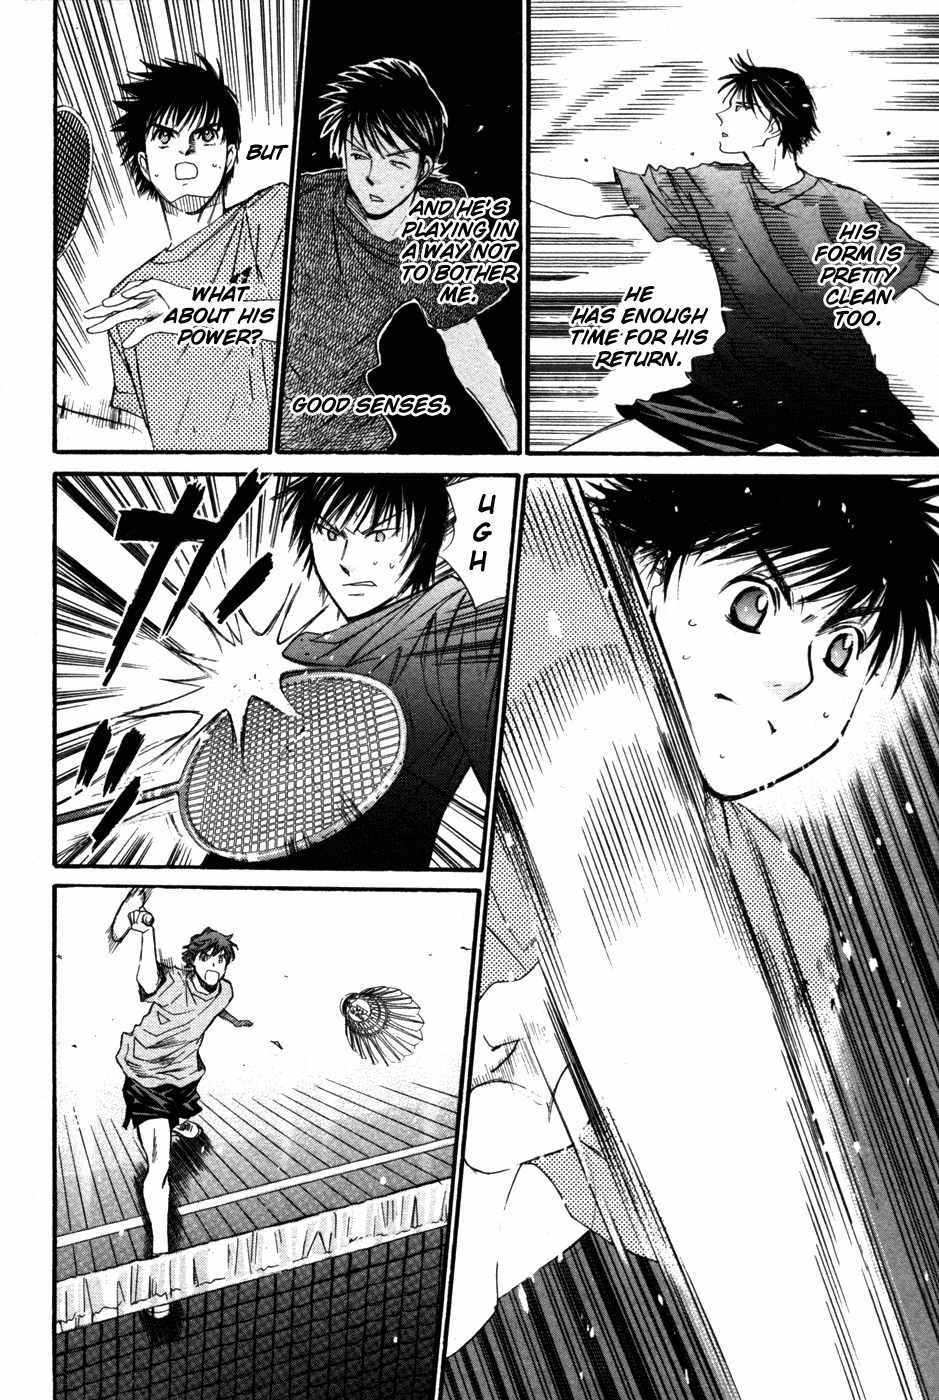 HIS
FORM IS
PRETTY
CLEAN
TOO.
HE
HAS ENOUGH
TIME FOR HIS
RETURN.
AND HE'S
PLAYING IN
A WAY NOT
TO BOTHER
ME.
GOOD SENSES.
BUT
WHAT
ABOUT HIS
POWER?
UGH